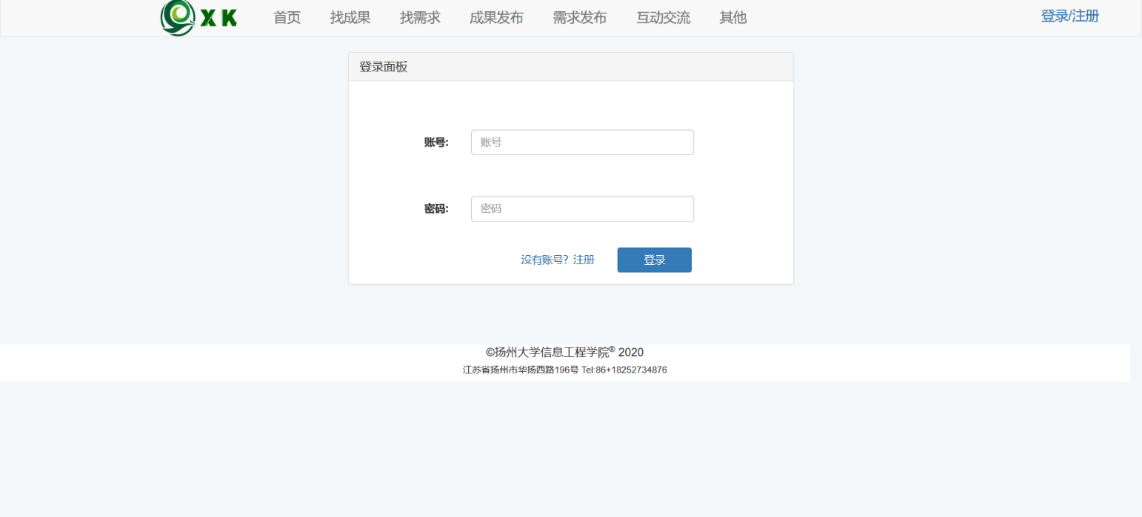 XK 首页 找成果 找需求 成果发布 需求发布 互动交流 其他 登录/注册
登录面板
账号: 账号
密码: 密码
没有账号? 注册 登录
©扬州大学信息工程学院® 2020
江苏省扬州市华扬西路196号 Tel:86+18252734876